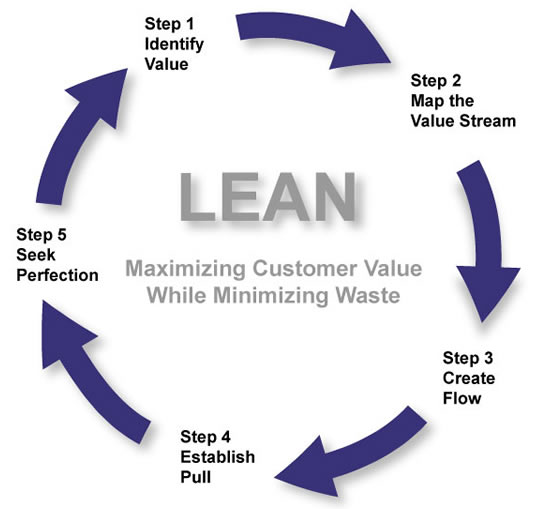 Step 1
Identify
Value
Step 2
Map the
Value Stream
LEAN
Maximizing Customer Value
While Minimizing Waste
Step 3
Create
Flow
Step 4
Establish
Pull
Step 5
Seek
Perfection